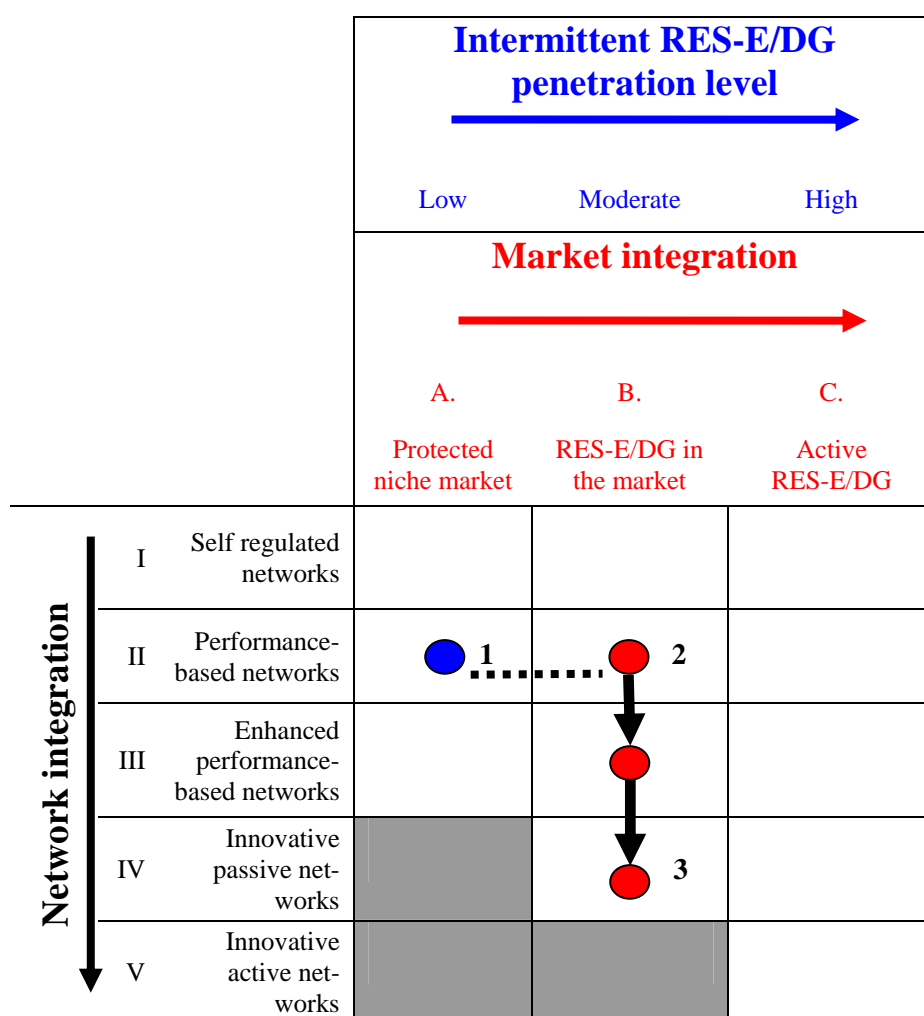 Intermittent RES-E/DG
penetration level
Low Moderate High
Market integration
A. B. C.
Protected
niche market
RES-E/DG in
the market
Active
RES-E/DG
Network integration
I
Self regulated
networks
II
Performance-
based networks
1
2
III
Enhanced
performance-
based networks
IV
Innovative
passive net-
works
3
V
Innovative
active net-
works